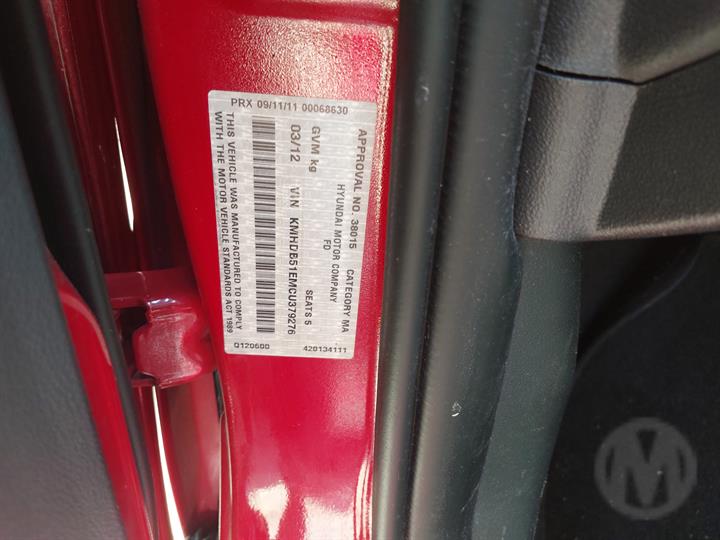 APPROVAL NO. 38015 CATEGORY MA
HYUNDAI MOTOR COMPANY
FD
GVM kg SEATS 5
03/12 VIN KMHDB51EMCU379276
THIS VEHICLE WAS MANUFACTURED TO COMPLY
WITH THE MOTOR VEHICLE STANDARDS ACT 1989
PRX 09/11/11 00068630
Q120600 420134111
M